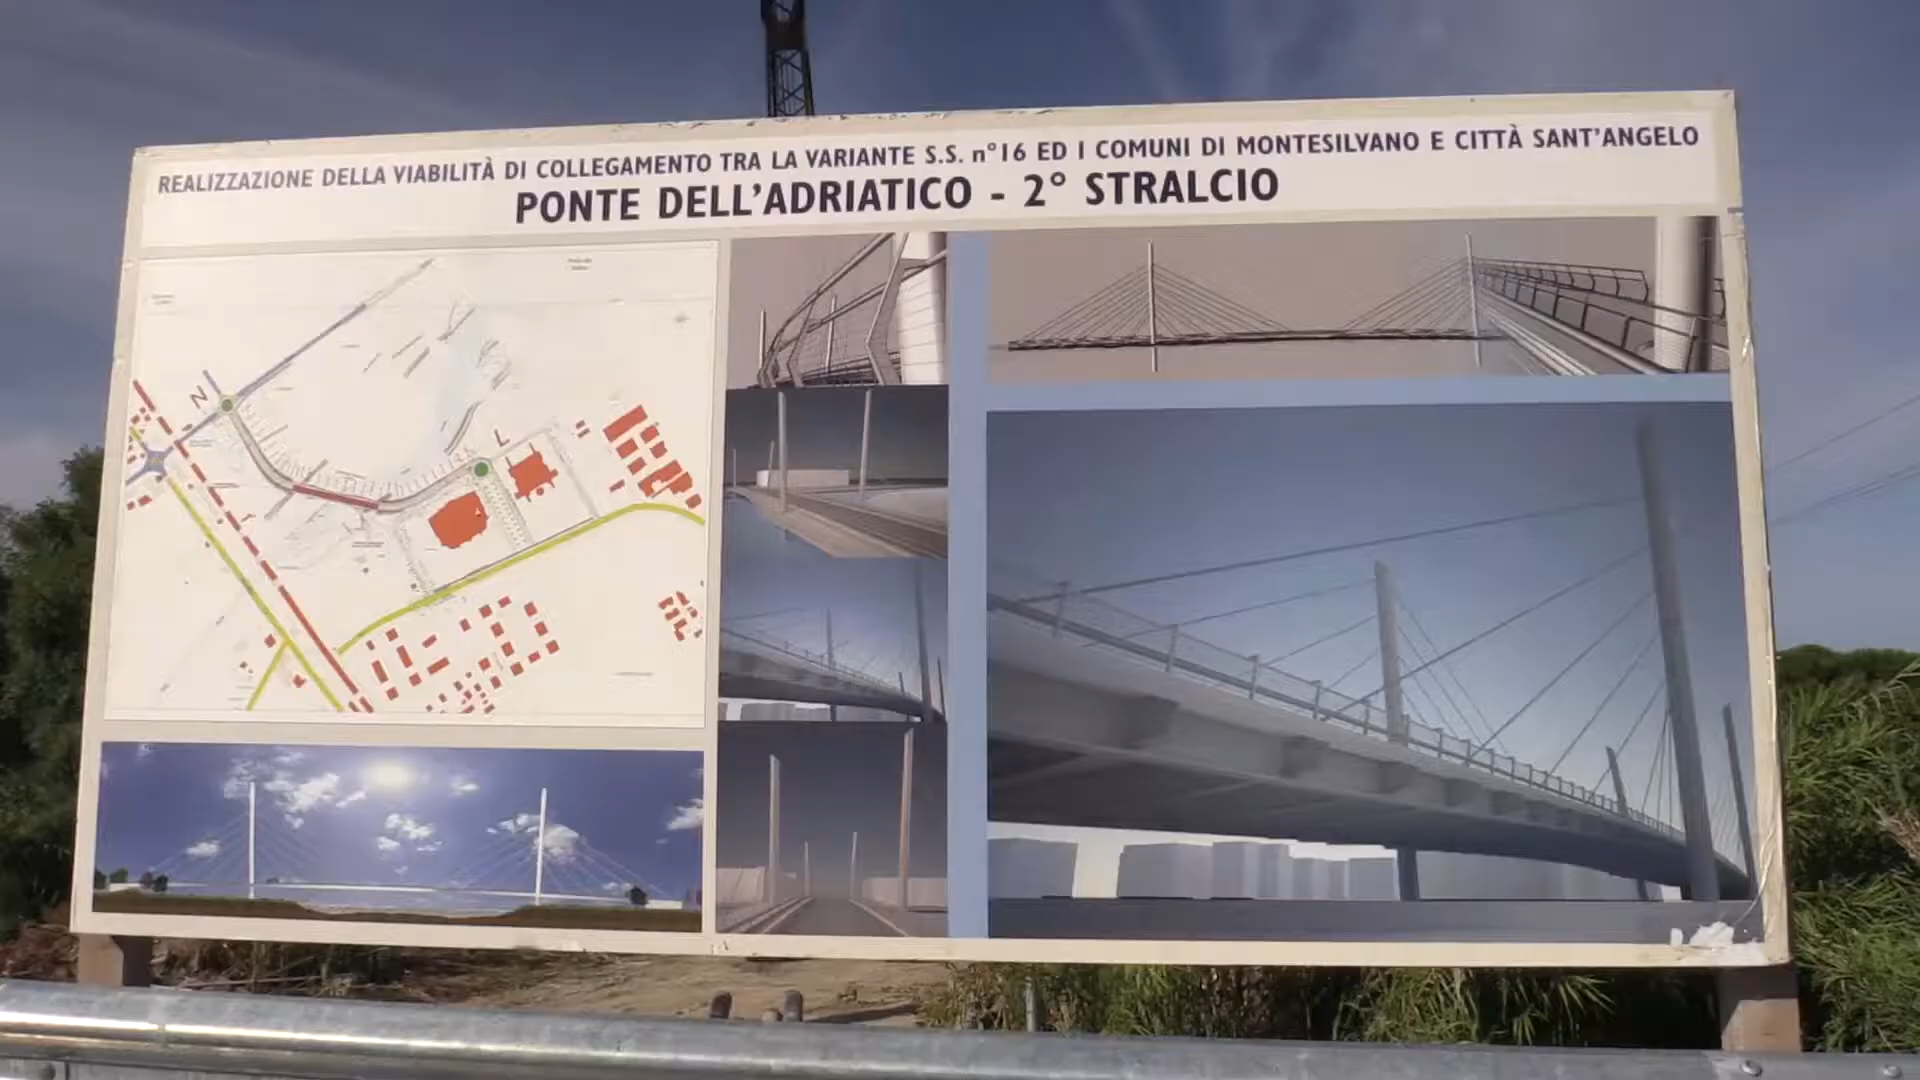 REALIZZAZIONE DELLA VIABILITÀ DI COLLEGAMENTO TRA LA VARIANTE S.S. n°16 ED I COMUNI DI MONTESILVANO E CITTÀ SANT'ANGELO
PONTE DELL'ADRIATICO - 2° STRALCIO